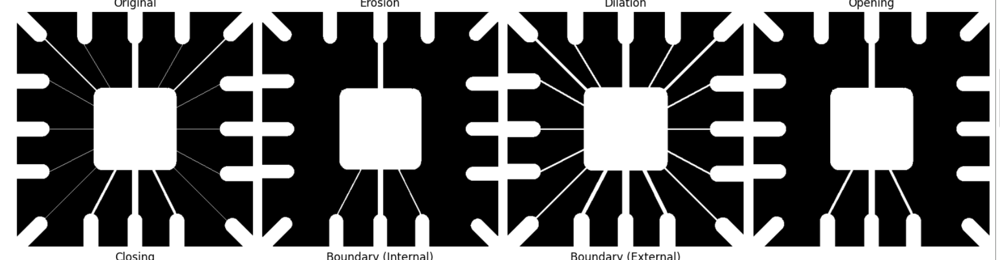 Original
Erosion
Dilation
Opening
Closing
Boundary (Internal)
Boundary (External)